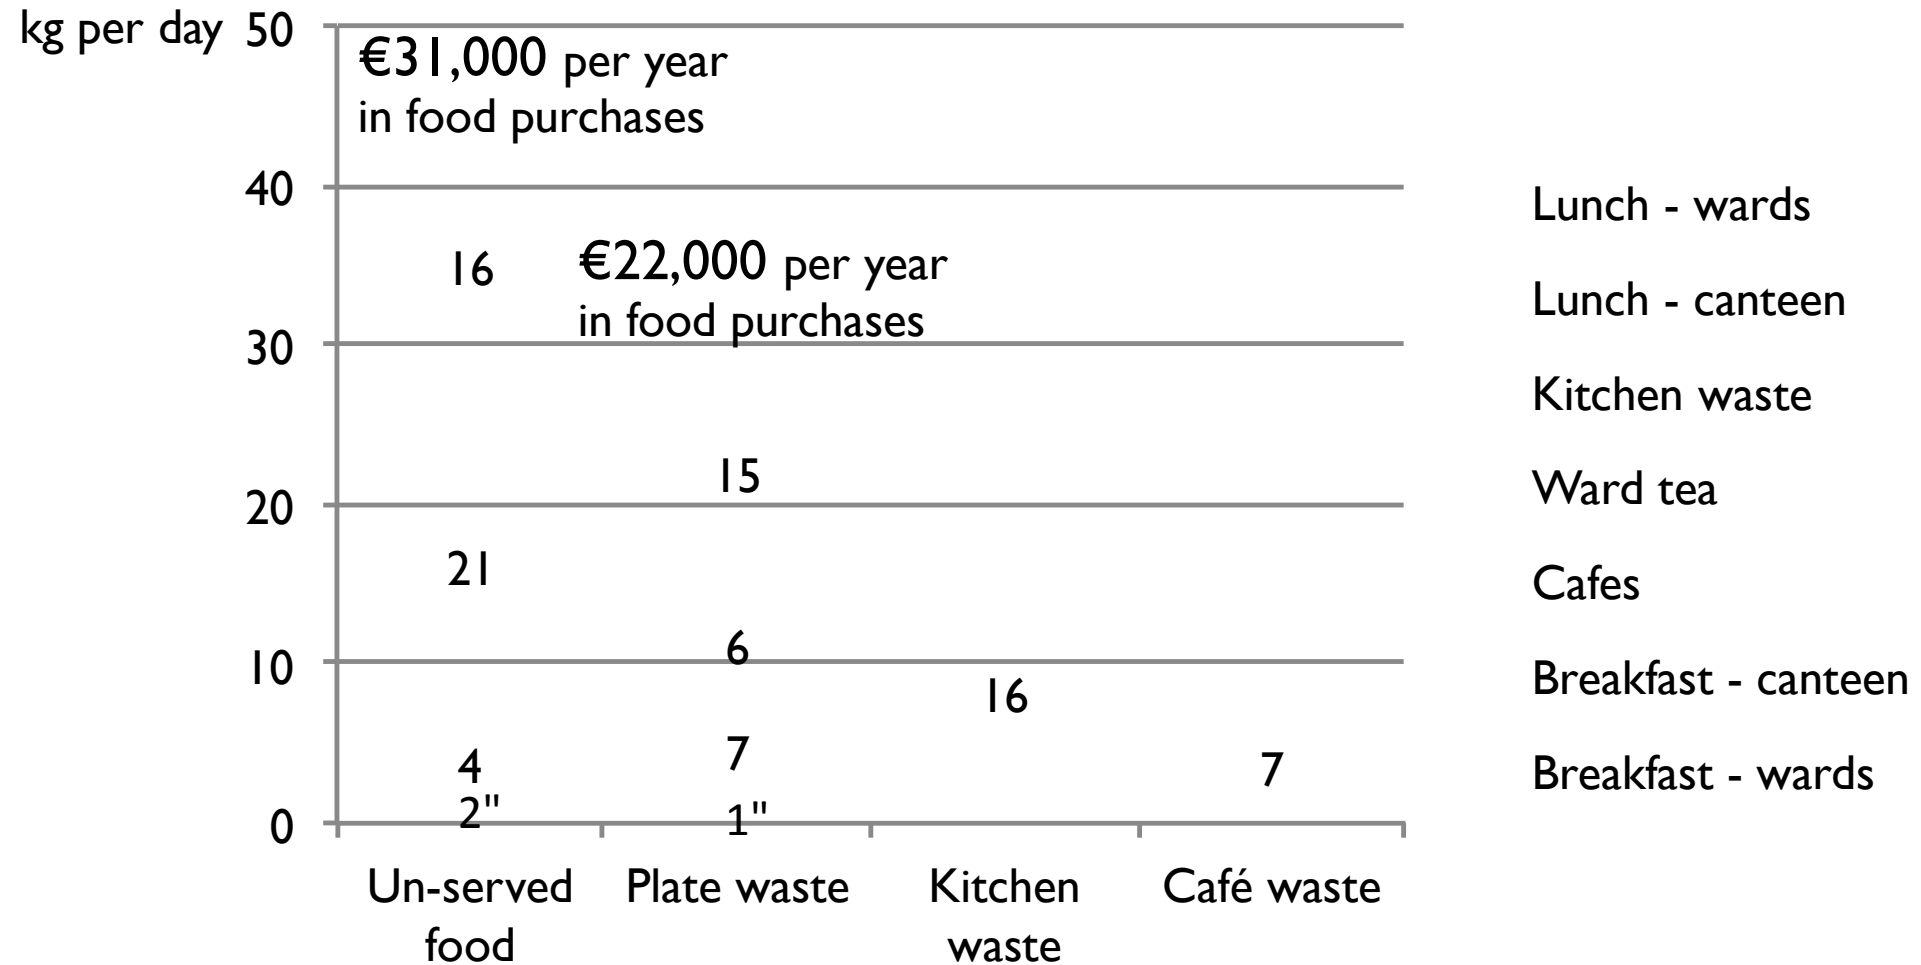 kg per day
50
€31,000 per year
in food purchases
40
Lunch - wards
16
€22,000 per year
in food purchases
Lunch - canteen
30
Kitchen waste
15
Ward tea
20
21
Cafes
6
10
16
Breakfast - canteen
4
7
7
Breakfast - wards
2"
1"
0
Un-served
food
Plate waste
Kitchen
waste
Café waste